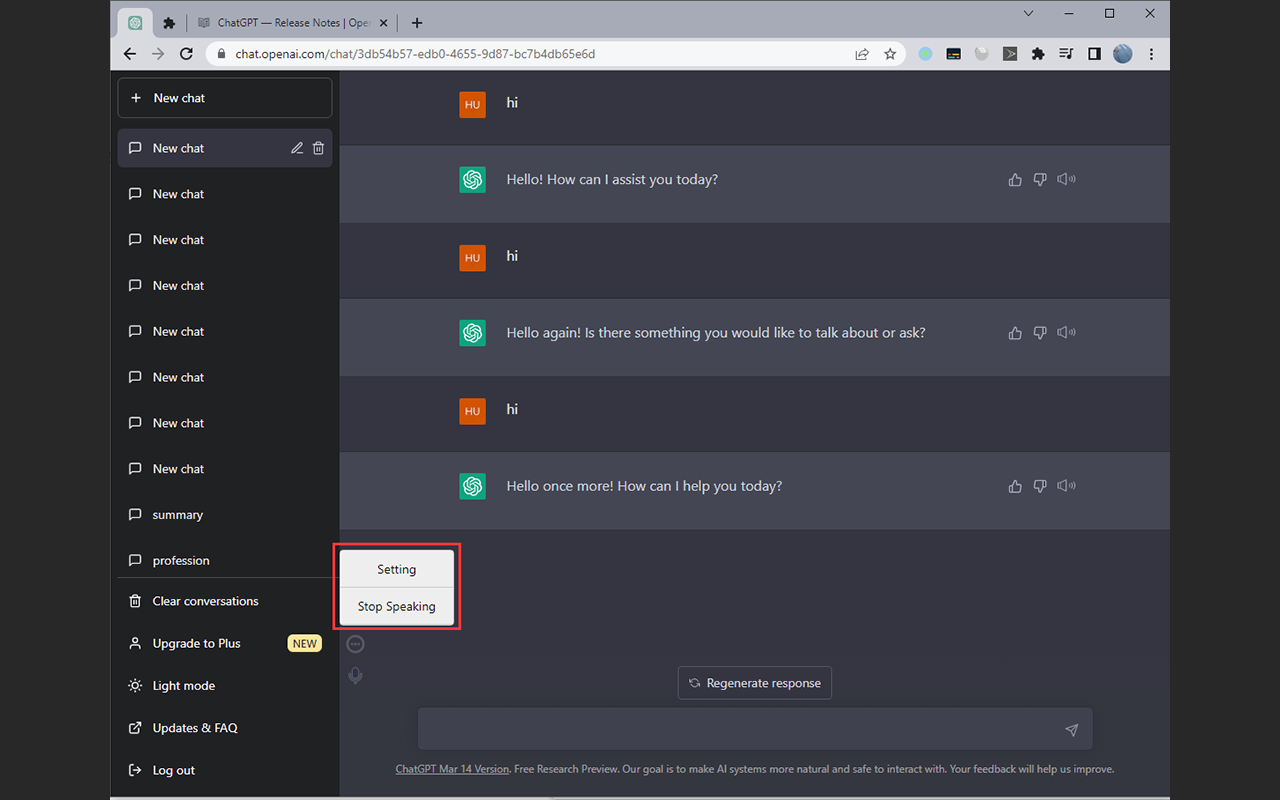 ChatGPT — Release Notes | Ope
chat.openai.com/chat/3db54b57-edb0-4655-9d87-bc7b4db65e6d
New chat
New chat
New chat
New chat
New chat
New chat
New chat
New chat
New chat
summary
profession
Clear conversations
Upgrade to Plus NEW
Light mode
Updates & FAQ
Log out
HU hi
Hello! How can I assist you today?
HU hi
Hello again! Is there something you would like to talk about or ask?
HU hi
Hello once more! How can I help you today?
Setting
Stop Speaking
Regenerate response
ChatGPT Mar 14 Version. Free Research Preview. Our goal is to make AI systems more natural and safe to interact with. Your feedback will help us improve.